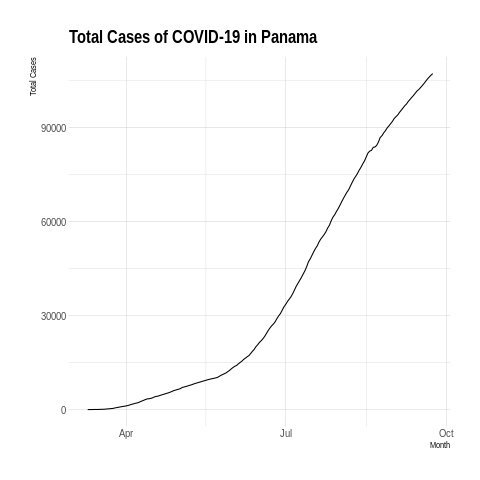 Total Cases of COVID-19 in Panama
Total Cases
90000
60000
30000
0
Apr
Jul
Oct
Month